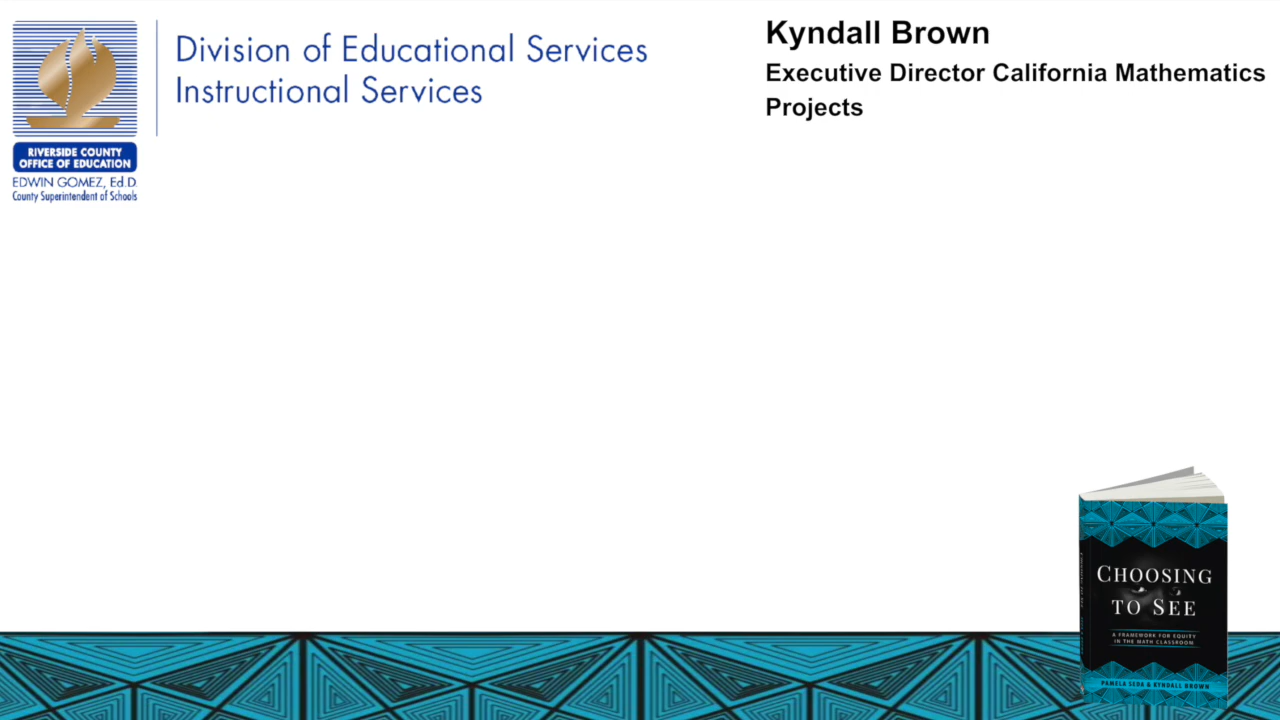 Division of Educational Services
Instructional Services
RIVERSIDE COUNTY
OFFICE OF EDUCATION
EDWIN GOMEZ, Ed.D.
County Superintendent of Schools
Kyndall Brown
Executive Director California Mathematics
Projects
CHOOSING
TO SEE
A FRAMEWORK FOR EQUITY
IN THE MATH CLASSROOM
PAMELA SEDA & KYNDALL BROWN